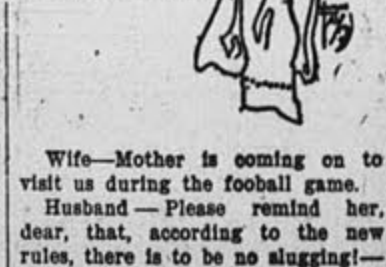 Wife—Mother is coming on to
visit us during the fooball game.
Husband — Please remind her,
dear, that, according to the new
rules, there is to be no slugging!—